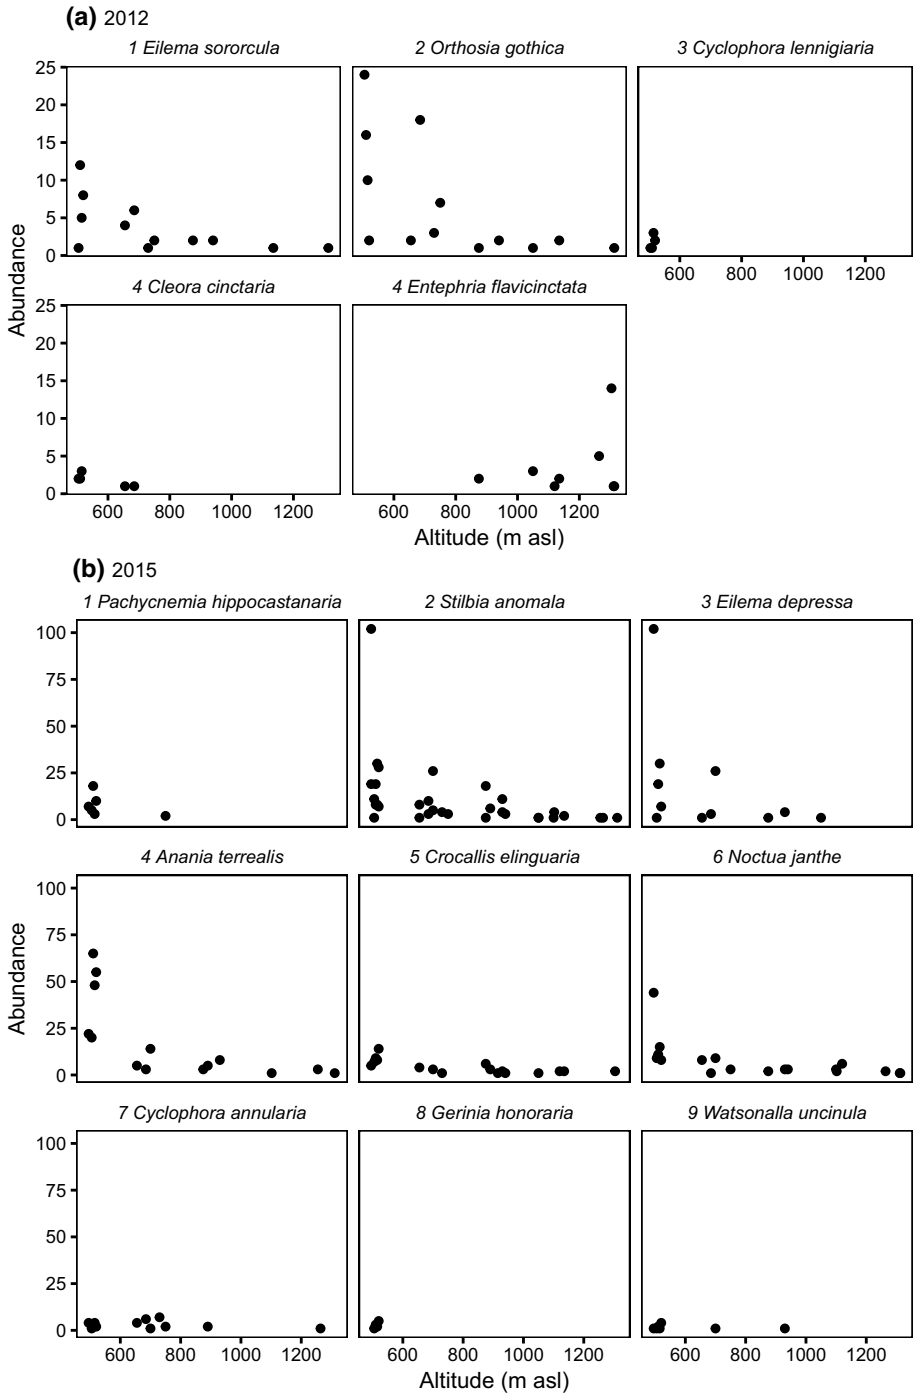 (a) 2012
1 Eilema sororcula
2 Orthosia gothica
3 Cyclophora lennigiaria
25
20
15
10
5
0
600 800 1000 1200
Abundance
4 Cleora cinctaria
4 Entephria flavicinctata
25
20
15
10
5
0
600 800 1000 1200
600 800 1000 1200
Altitude (m asl)
(b) 2015
1 Pachycnemia hippocastanaria
2 Stilbia anomala
3 Eilema depressa
100
75
50
25
0
4 Anania terrealis
5 Crocallis elinguaria
6 Noctua janthe
100
75
50
25
0
Abundance
7 Cyclophora annularia
8 Gerinia honoraria
9 Watsonalla uncinula
100
75
50
25
0
600 800 1000 1200
600 800 1000 1200
600 800 1000 1200
Altitude (m asl)